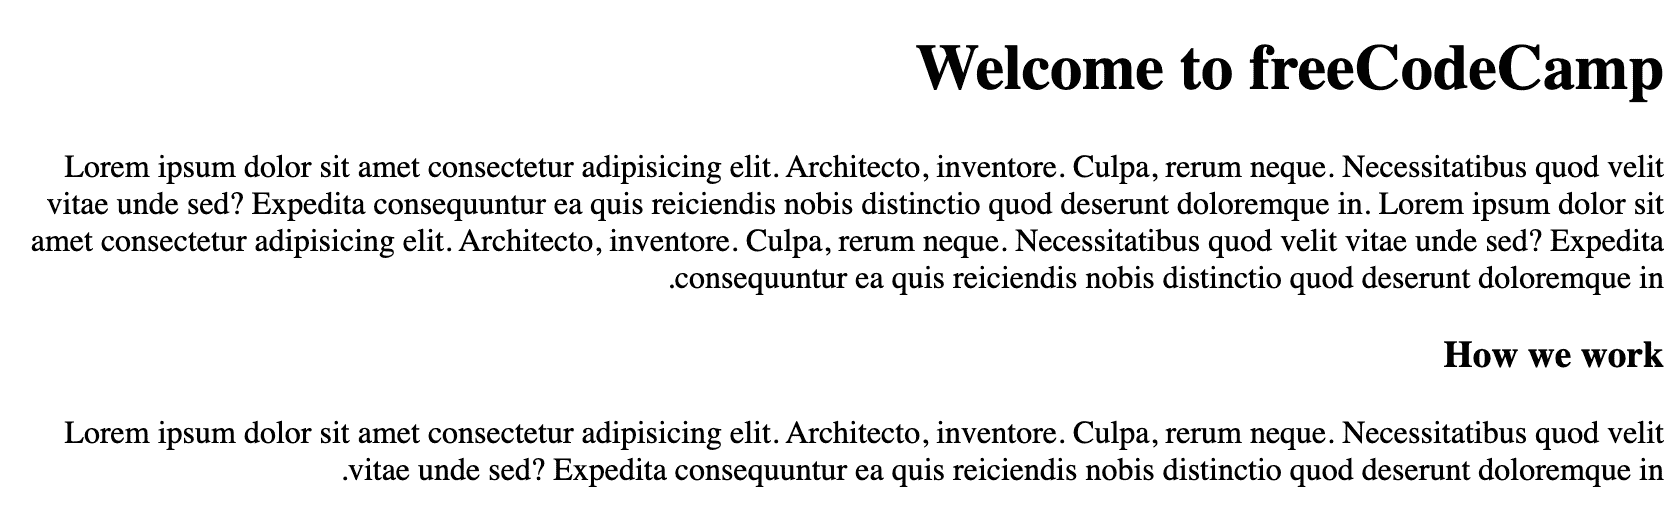 Welcome to freeCodeCamp
Lorem ipsum dolor sit amet consectetur adipisicing elit. Architecto, inventore. Culpa, rerum neque. Necessitatibus quod velit
vitae unde sed? Expedita consequuntur ea quis reiciendis nobis distinctio quod deserunt doloremque in. Lorem ipsum dolor sit
amet consectetur adipisicing elit. Architecto, inventore. Culpa, rerum neque. Necessitatibus quod velit vitae unde sed? Expedita
.consequuntur ea quis reiciendis nobis distinctio quod deserunt doloremque in
How we work
Lorem ipsum dolor sit amet consectetur adipisicing elit. Architecto, inventore. Culpa, rerum neque. Necessitatibus quod velit
.vitae unde sed? Expedita consequuntur ea quis reiciendis nobis distinctio quod deserunt doloremque in